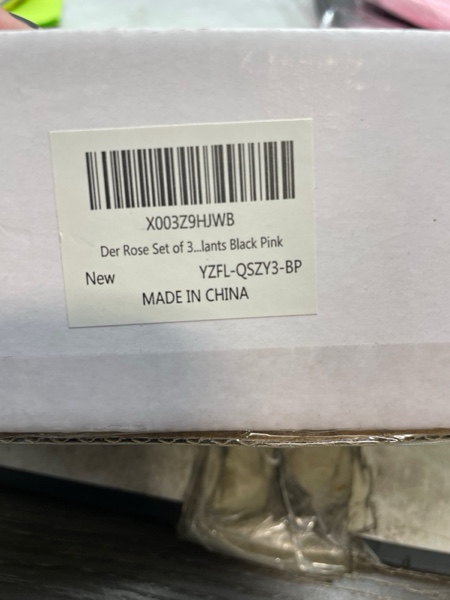 X003Z9HJWB
Der Rose Set of 3...lants Black Pink
New YZFL-QSZY3-BP
MADE IN CHINA